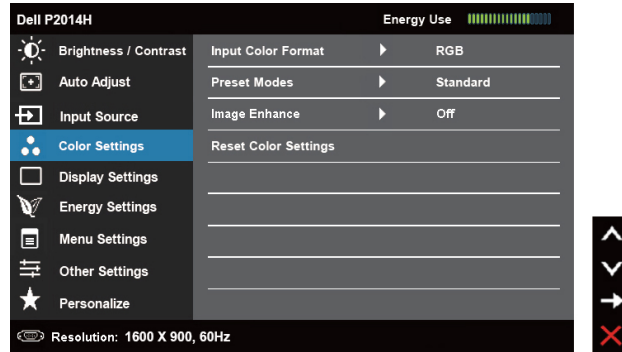 Dell P2014H Energy Use
Brightness / Contrast Input Color Format RGB
Auto Adjust Preset Modes Standard
Input Source Image Enhance Off
Color Settings Reset Color Settings
Display Settings
Energy Settings
Menu Settings
Other Settings
Personalize
Resolution: 1600 X 900, 60Hz